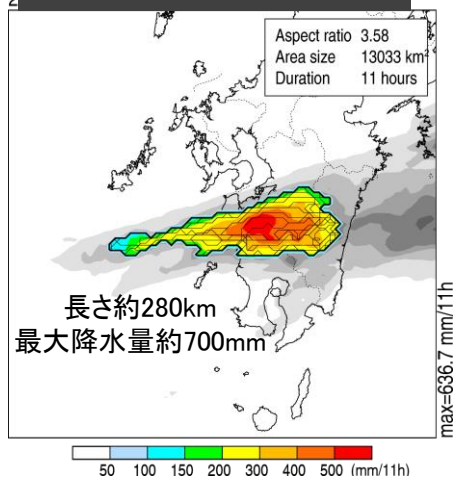 2
Aspect ratio 3.58
Area size 13033 km²
Duration 11 hours
長さ約280km
最大降水量約700mm
max=636.7 mm/11h
50 100 150 200 300 400 500 (mm/11h)